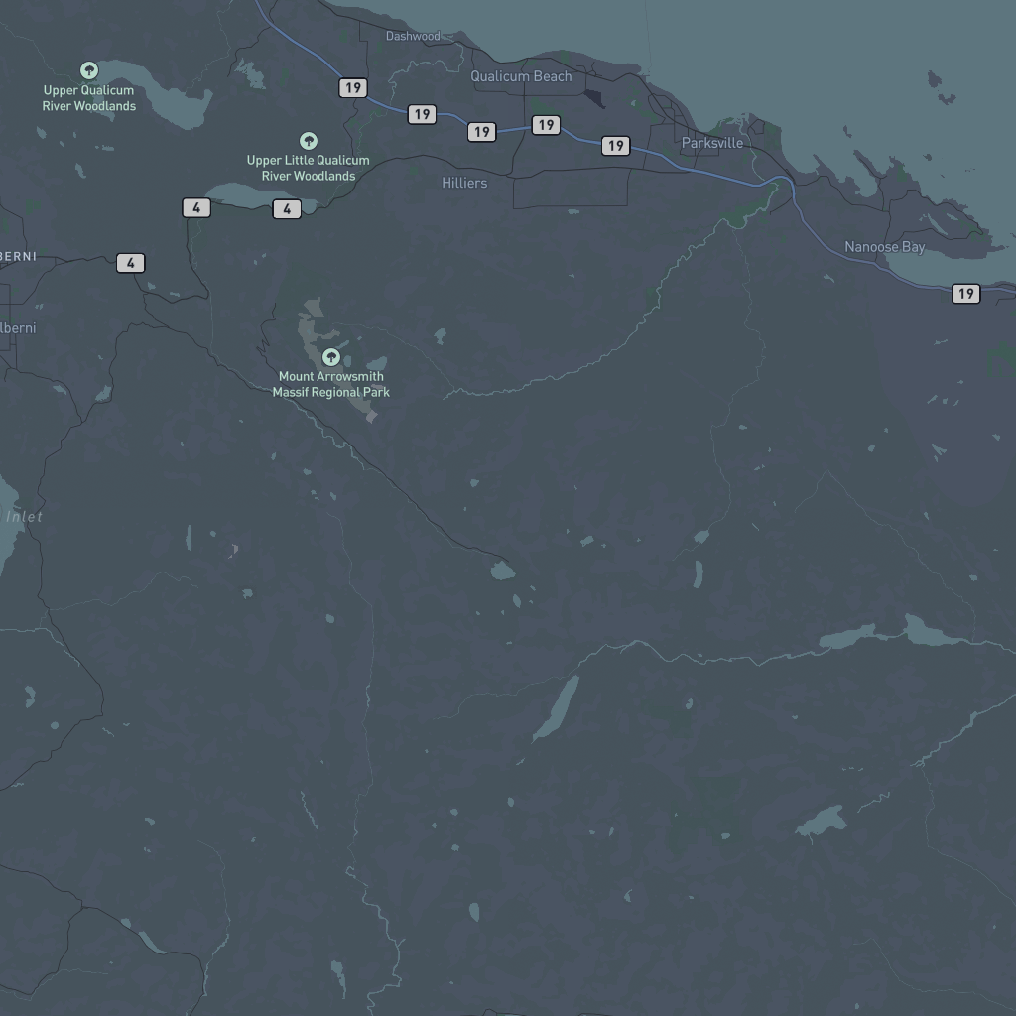 Dashwood
Upper Qualicum
River Woodlands
Qualicum Beach
19
19
19
19
19
Parksville
Upper Little Qualicum
River Woodlands
Hilliers
4
4
Nanoose Bay
BERNI
4
19
lberni
Mount Arrowsmith
Massif Regional Park
Inlet